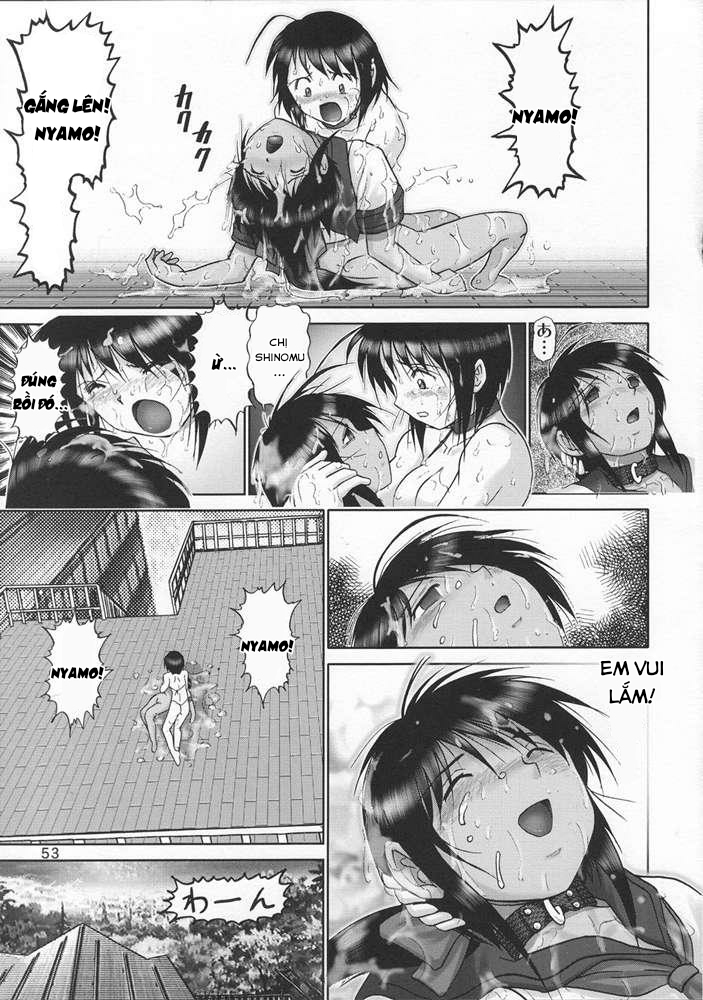 NYAMO!
GẮNG LÊN!
NYAMO!
カク
カク
あ…
CHỊ
SHINOMU
...
Ừ...
ĐÚNG
RỒI ĐÓ...
NYAMO!
NYAMO!
EM VUI
LẮM!
53
わーん